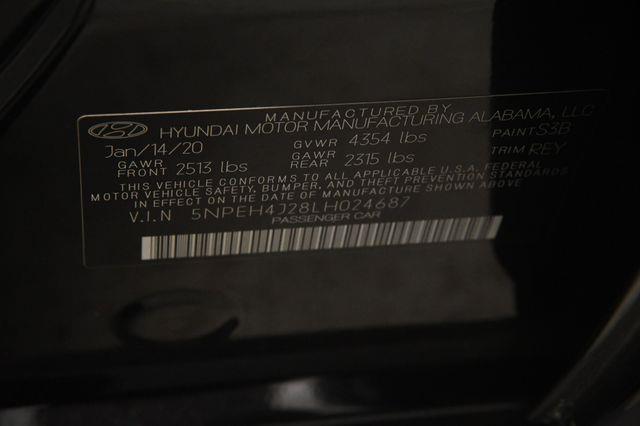 MANUFACTURED BY
HYUNDAI MOTOR MANUFACTURING ALABAMA, LLC
Jan/14/20 GVWR 4354 lbs PAINT S3B
GAWR FRONT 2513 lbs GAWR REAR 2315 lbs TRIM REY
THIS VEHICLE CONFORMS TO ALL APPLICABLE U.S.A. FEDERAL
MOTOR VEHICLE SAFETY, BUMPER, AND THEFT PREVENTION
STANDARDS IN EFFECT ON THE DATE OF MANUFACTURE SHOWN ABOVE.
V.I.N 5NPEH4J28LH024687
PASSENGER CAR